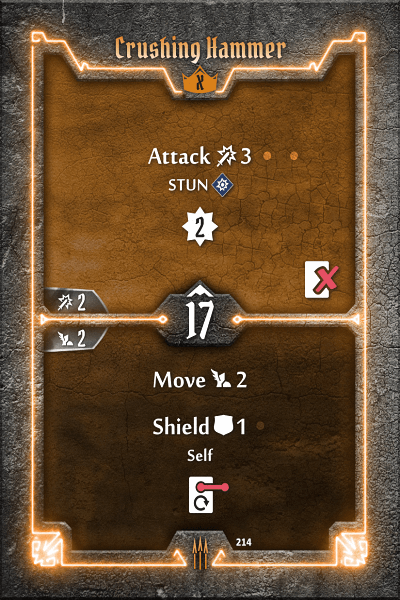 Crushing Hammer
X
Attack 3
STUN
2
2
17
2
Move 2
Shield 1
Self
214